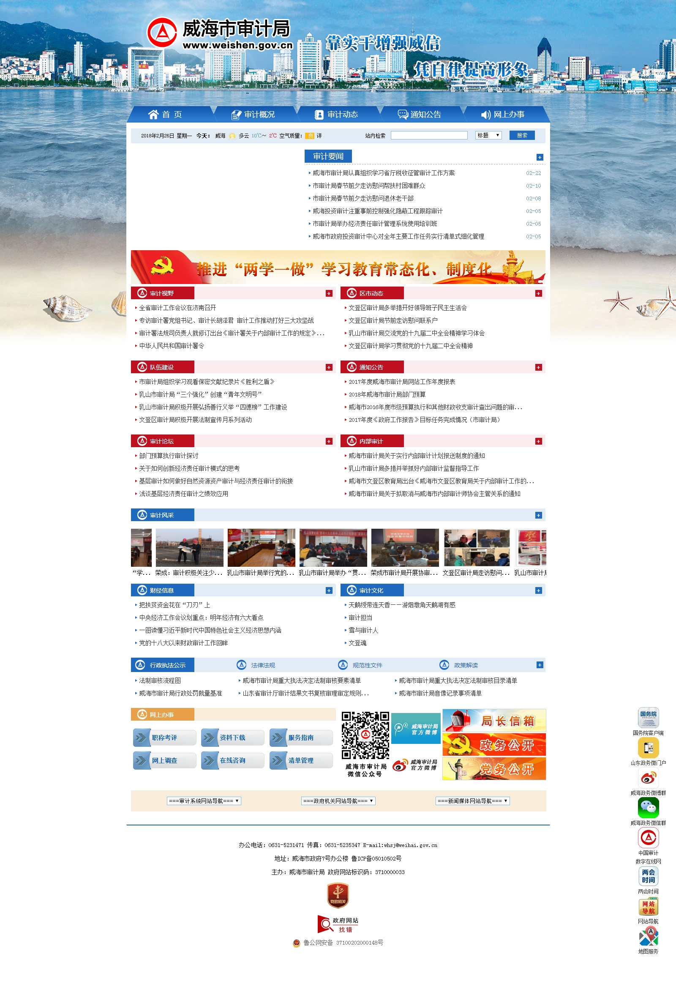 威海市审计局
www.weishen.gov.cn
靠实干增强威信
凭自律提高形象
首 页
审计概况
审计动态
通知公告
网上办事
2018年2月26日 星期一 今天： 威海 多云 10℃～ 2℃ 空气质量： 良 详
站内检索
标题
搜索
审计要闻
威海市审计局认真组织学习省厅税收征管审计工作方案 02-22
市审计局春节前夕走访慰问帮扶村困难群众 02-10
市审计局春节前夕走访慰问退休老干部 02-08
威海投资审计注重事前控制强化隐蔽工程跟踪审计 02-05
市审计局举办经济责任审计管理系统使用培训班 02-05
威海市政府投资审计中心对全年主要工作任务实行清单式细化管理 02-05
推进“两学一做”学习教育常态化、制度化
审计视野
全省审计工作会议在济南召开
专访审计署党组书记、审计长胡泽君 审计工作推动打好三大攻坚战
审计署法规司负责人就修订出台《审计署关于内部审计工作的规定》...
中华人民共和国审计署令
区市动态
文登区审计局多举措开好领导班子民主生活会
文登区审计局节前走访慰问联系户
乳山市审计局交流党的十九届二中全会精神学习体会
文登区审计局学习贯彻党的十九届二中全会精神
队伍建设
市审计局组织学习观看保密文献纪录片《胜利之盾》
乳山市审计局“三个强化”创建“青年文明号”
乳山市审计局积极开展弘扬善行义举“四德榜”工作建设
文登区审计局积极开展法制宣传月系列活动
通知公告
2017年度威海市审计局网站工作年度报表
2018年威海市审计局部门预算
威海市2016年度市级预算执行和其他财政收支审计查出问题的审...
2017年度《政府工作报告》目标任务完成情况（市审计局）
审计论坛
部门预算执行审计探讨
关于如何创新经济责任审计模式的思考
基层审计如何做好自然资源资产审计与经济责任审计的衔接
浅谈基层经济责任审计之绩效应用
内部审计
威海市审计局关于实行内部审计计划报送制度的通知
乳山市审计局多措并举抓好内部审计监督指导工作
威海市文登区教育局出台《威海市文登区教育局关于内部审计工作的...
威海市审计局关于拟取消与威海市内部审计师协会主管关系的通知
审计风采
“学...
荣成：审计积极关注少...
乳山市审计局举行党的...
乳山市审计局举办“贯...
荣成市审计局开展协审...
文登区审计局走访慰问...
乳山市审计局
财经信息
把扶贫资金花在“刀刃”上
中央经济工作会议划重点：明年经济有六大看点
一图读懂习近平新时代中国特色社会主义经济思想内涵
党的十八大以来财政审计工作回眸
审计文化
天鹅绶带连天香——游烟墩角天鹅湖有感
审计担当
雪与审计人
文登魂
行政执法公示
法律法规
规范性文件
政策解读
法制审核流程图
威海市审计局重大执法决定法制审核要素清单
威海市审计局重大执法决定法制审核目录清单
威海市审计局行政处罚裁量基准
山东省审计厅审计结果文书复核审理审定规则...
威海市审计局音像记录事项清单
网上办事
职称考评
资料下载
服务指南
网上调查
在线咨询
清单管理
威海市审计局
微信公众号
威海审计局
官方微博
威海审计局
官方微博
局长信箱
政务公开
党务公开
===审计系统网站导航===
===政府机关网站导航===
===新闻媒体网站导航===
办公电话：0631-5231471 传真：0631-5235347 E-mail:whsj@weihai.gov.cn
地址：威海市政府7号办公楼 鲁ICP备05010502号
主办：威海市审计局 政府网站标识码：3710000033
党政机关
政府网站
找错
鲁公网安备 37100202000148号
国务院
国务院客户端
山东政务微门户
威海政务微博群
威海政务微信群
中国审计
数字在线网
两会
时间
两会时间
网站
导航
网站导航
地图服务